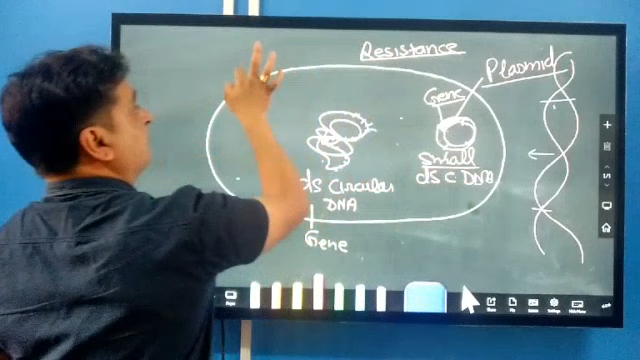 Resistance
Plasmid
Gene
Small
ds C DNA
ds Circular
DNA
Gene